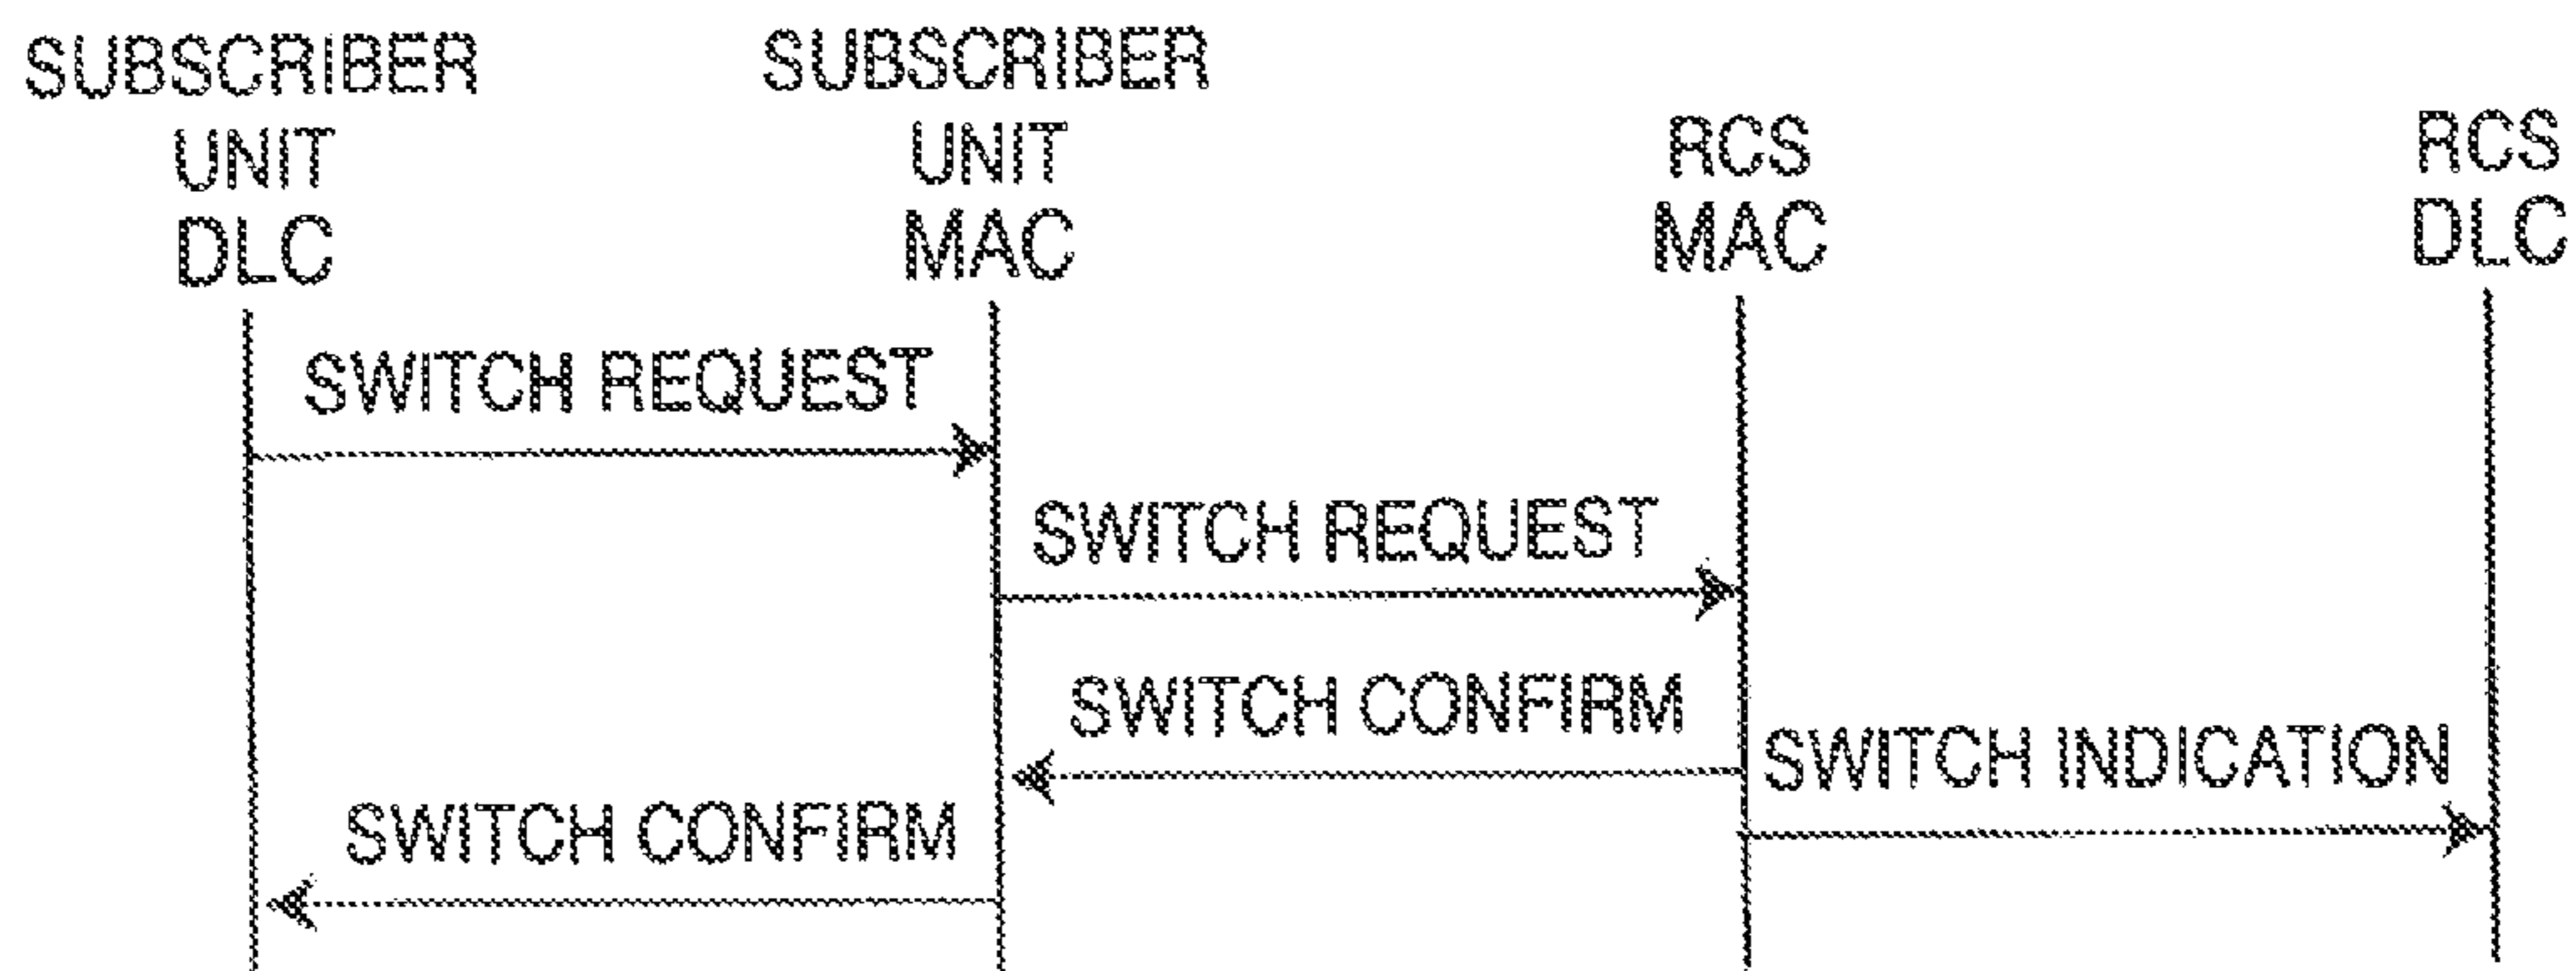 SUBSCRIBER
UNIT
DLC
SUBSCRIBER
UNIT
MAC
RCS
MAC
RCS
DLC
SWITCH REQUEST
SWITCH REQUEST
SWITCH CONFIRM
SWITCH INDICATION
SWITCH CONFIRM